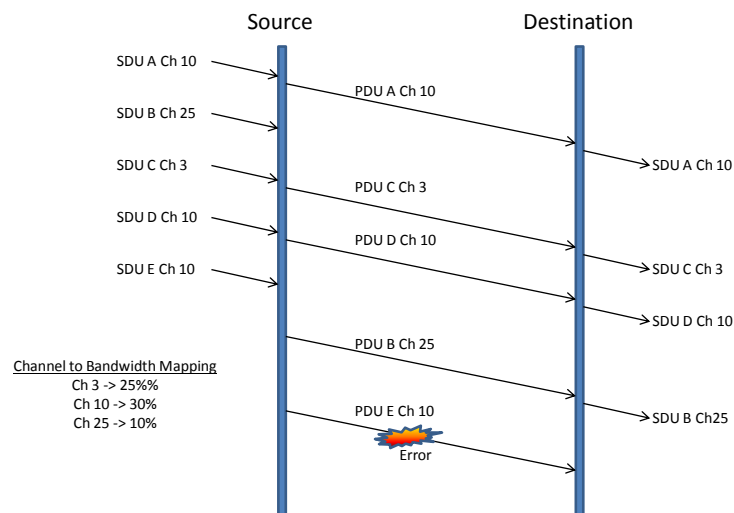 Source
Destination
SDU A Ch 10
PDU A Ch 10
SDU B Ch 25
SDU A Ch 10
SDU C Ch 3
PDU C Ch 3
SDU D Ch 10
PDU D Ch 10
SDU E Ch 10
SDU C Ch 3
SDU D Ch 10
PDU B Ch 25
Channel to Bandwidth Mapping
Ch 3 -> 25%%
Ch 10 -> 30%
Ch 25 -> 10%
PDU E Ch 10
SDU B Ch25
Error